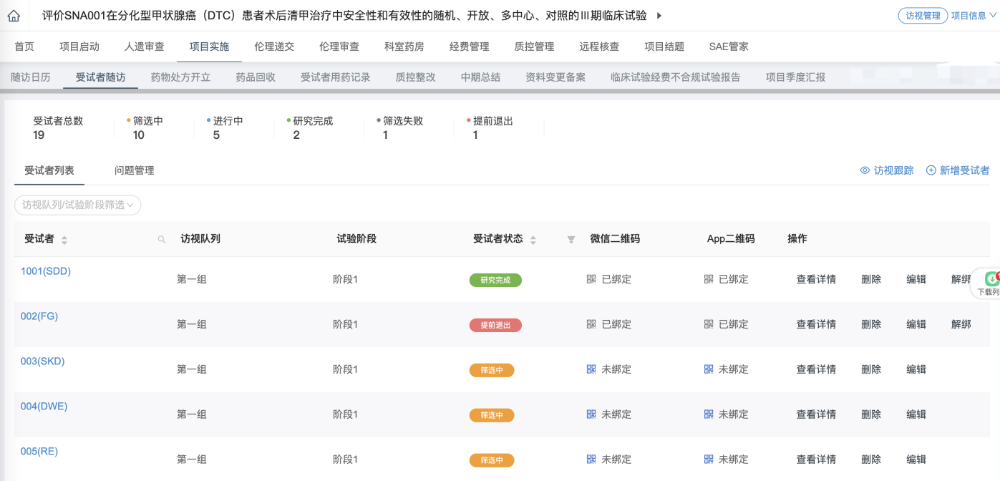 评价SNA001在分化型甲状腺癌（DTC）患者术后清甲治疗中安全性和有效性的随机、开放、多中心、对照的Ⅲ期临床试验 访视管理 项目信息
首页 项目启动 人遗审查 项目实施 伦理递交 伦理审查 科室药房 经费管理 质控管理 远程核查 项目结题 SAE管家
随访日历 受试者随访 药物处方开立 药品回收 受试者用药记录 质控整改 中期总结 资料变更备案 临床试验经费不合规试验报告 项目季度汇报
受试者总数 筛选中 进行中 研究完成 筛选失败 提前退出
19 10 5 2 1 1
受试者列表 问题管理 访视跟踪 新增受试者
访视队列/试验阶段筛选
受试者 访视队列 试验阶段 受试者状态 微信二维码 App二维码 操作
1001(SDD) 第一组 阶段1 研究完成 已绑定 已绑定 查看详情 删除 编辑 解绑
下载列
002(FG) 第一组 阶段1 提前退出 已绑定 已绑定 查看详情 删除 编辑 解绑
003(SKD) 第一组 阶段1 筛选中 未绑定 未绑定 查看详情 删除 编辑
004(DWE) 第一组 阶段1 筛选中 未绑定 未绑定 查看详情 删除 编辑
005(RE) 第一组 阶段1 筛选中 未绑定 未绑定 查看详情 删除 编辑